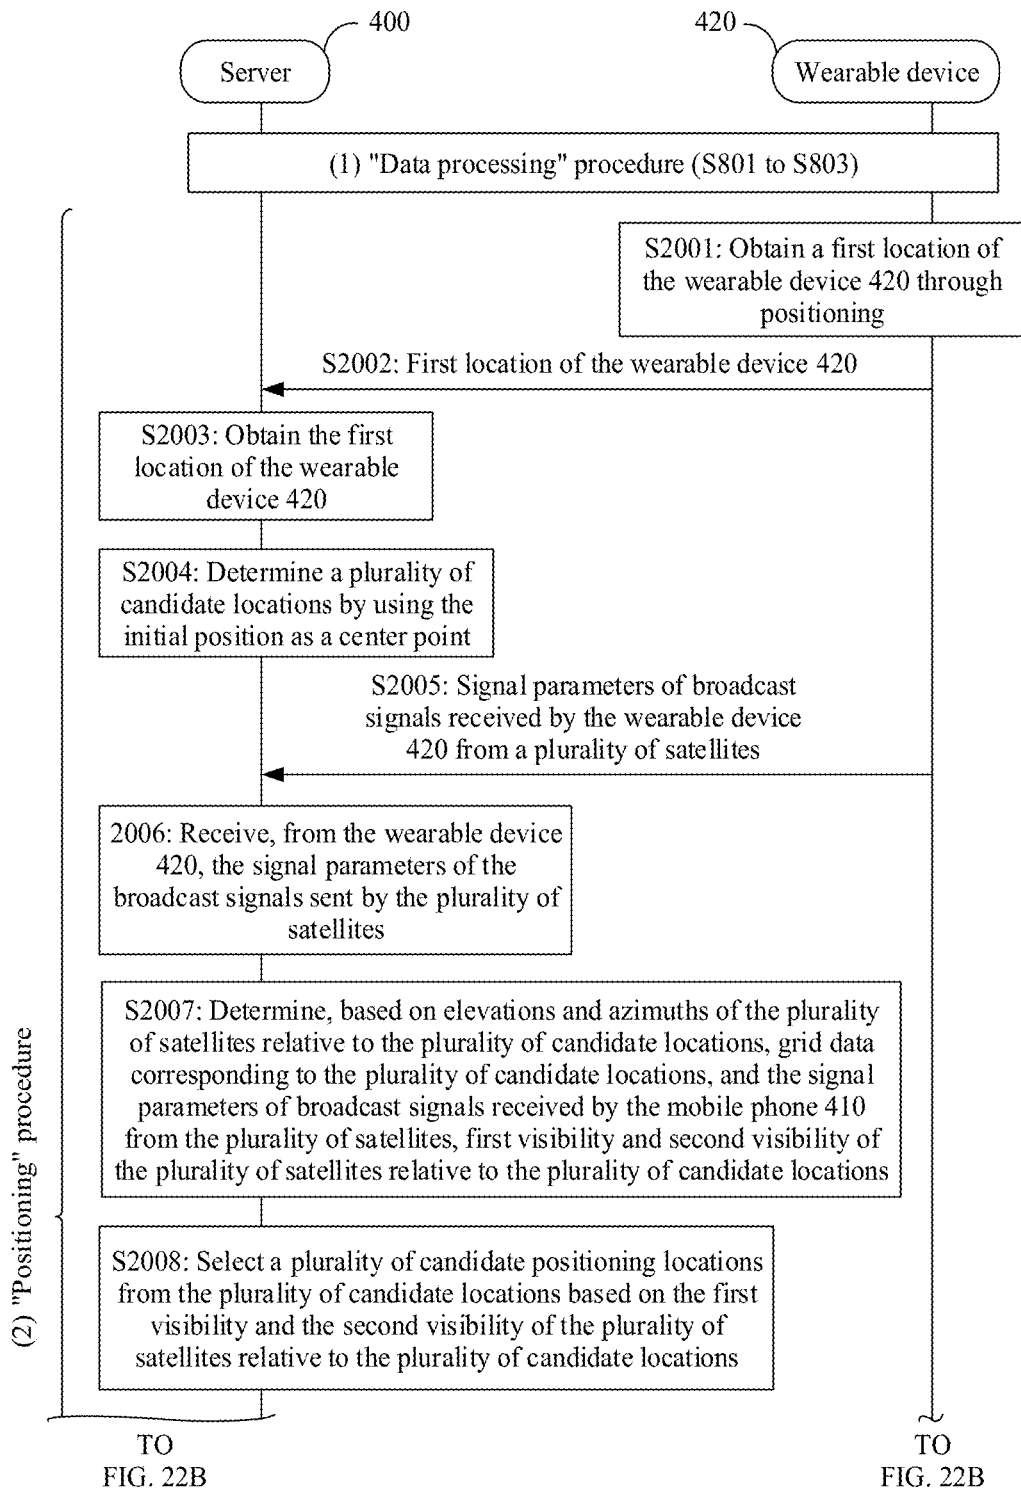 400
420
Server
Wearable device
(1) "Data processing" procedure (S801 to S803)
S2001: Obtain a first location of
the wearable device 420 through
positioning
S2002: First location of the wearable device 420
S2003: Obtain the first
location of the wearable
device 420
S2004: Determine a plurality of
candidate locations by using the
initial position as a center point
S2005: Signal parameters of broadcast
signals received by the wearable device
420 from a plurality of satellites
2006: Receive, from the wearable device
420, the signal parameters of the
broadcast signals sent by the plurality of
satellites
S2007: Determine, based on elevations and azimuths of the plurality
of satellites relative to the plurality of candidate locations, grid data
corresponding to the plurality of candidate locations, and the signal
parameters of broadcast signals received by the mobile phone 410
from the plurality of satellites, first visibility and second visibility of
the plurality of satellites relative to the plurality of candidate locations
(2) "Positioning" procedure
S2008: Select a plurality of candidate positioning locations
from the plurality of candidate locations based on the first
visibility and the second visibility of the plurality of
satellites relative to the plurality of candidate locations
TO
FIG. 22B
TO
FIG. 22B